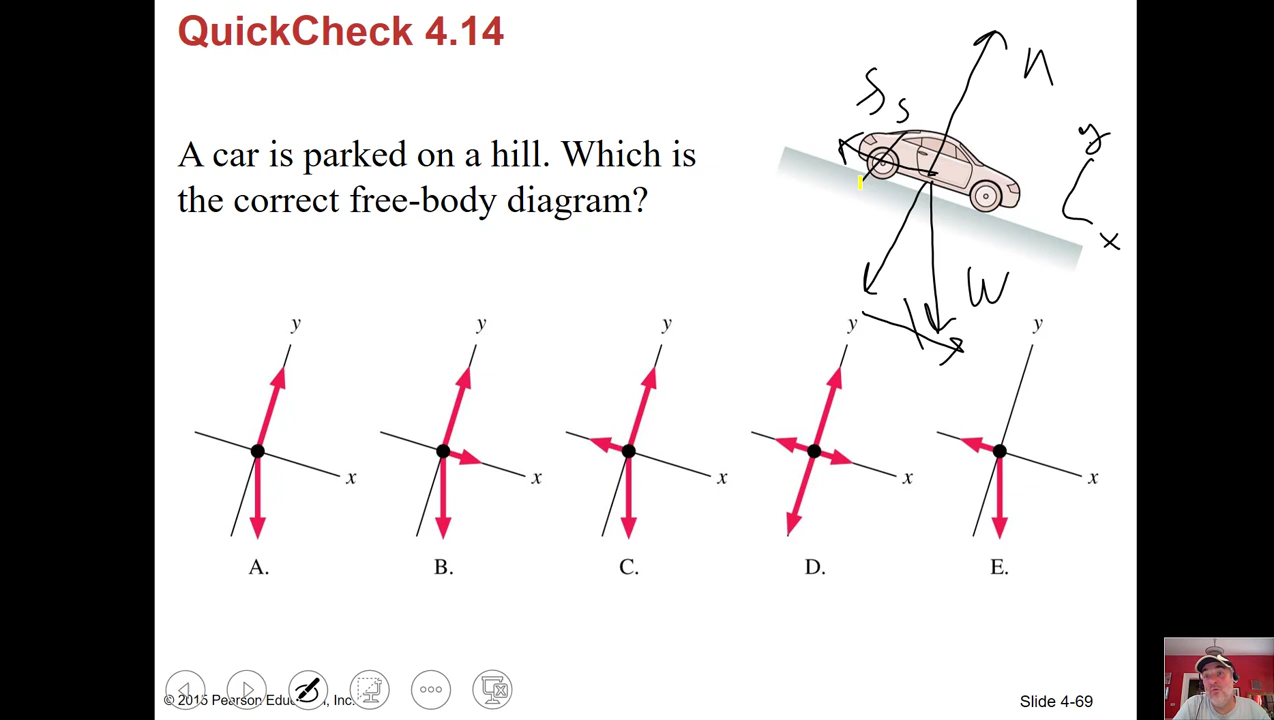 QuickCheck 4.14
A car is parked on a hill. Which is
the correct free-body diagram?
n
s
y
x
W
y
y
y
y
y
x
x
x
x
x
A.
B.
C.
D.
E.
© 2015 Pearson Education, Inc.
Slide 4-69